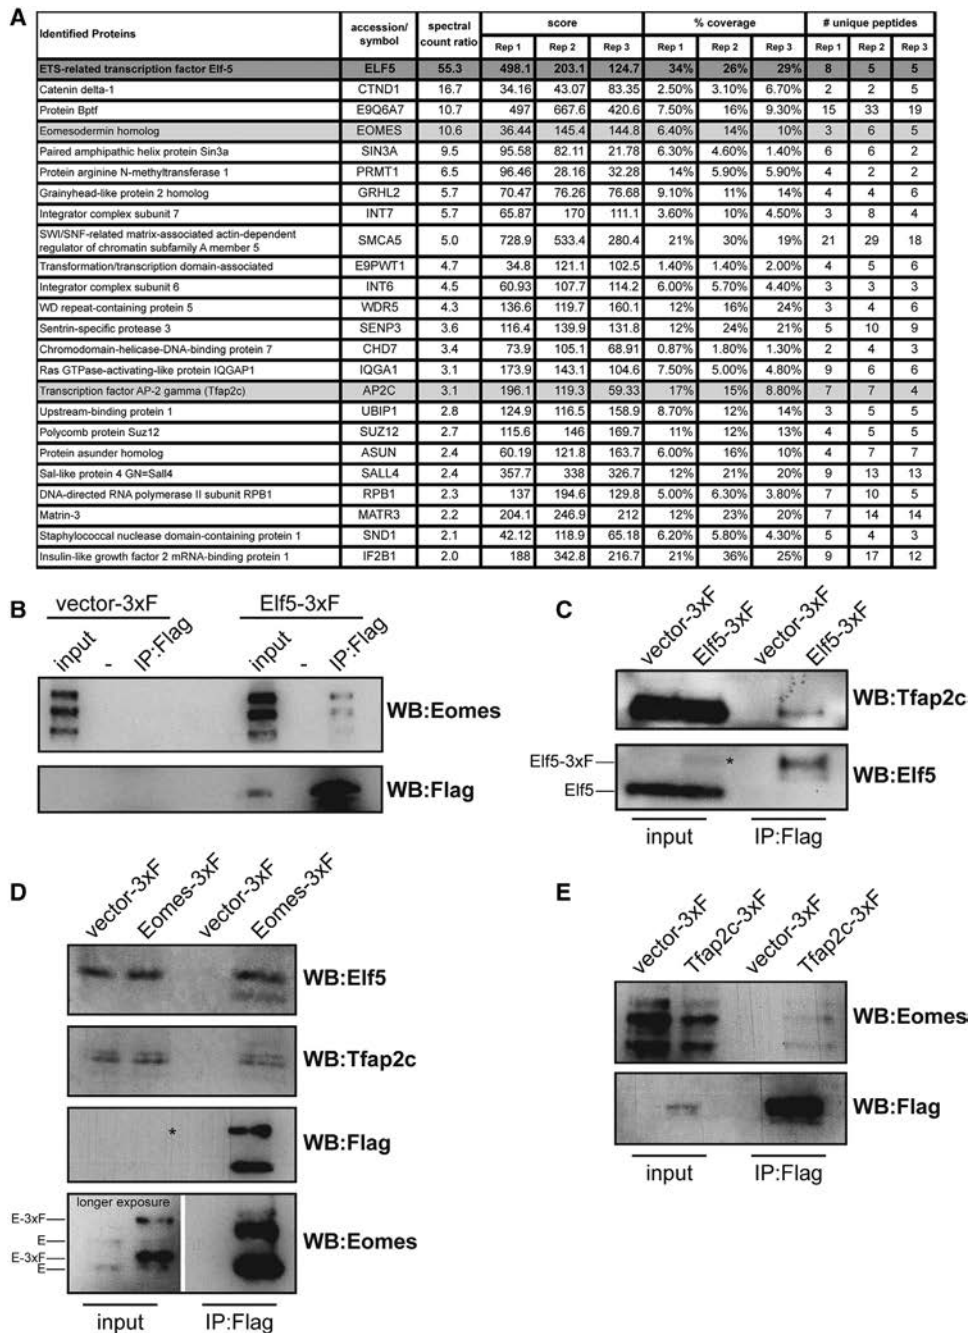 A
Identified Proteins accession/ symbol spectral count ratio score % coverage # unique peptides
Rep 1 Rep 2 Rep 3 Rep 1 Rep 2 Rep 3 Rep 1 Rep 2 Rep 3
ETS-related transcription factor Elf-5 ELF5 55.3 498.1 203.1 124.7 34% 26% 29% 8 5 5
Catenin delta-1 CTND1 16.7 34.16 43.07 83.35 2.50% 3.10% 6.70% 2 2 5
Protein Bptf E9Q6A7 10.7 497 667.6 420.6 7.50% 16% 9.30% 15 33 19
Eomesodermin homolog EOMES 10.6 36.44 145.4 144.8 6.40% 14% 10% 3 6 5
Paired amphipathic helix protein Sin3a SIN3A 9.5 95.58 82.11 21.78 6.30% 4.60% 1.40% 6 6 2
Protein arginine N-methyltransferase 1 PRMT1 6.5 96.46 28.16 32.28 14% 5.90% 5.90% 4 2 2
Grainyhead-like protein 2 homolog GRHL2 5.7 70.47 76.26 76.68 9.10% 11% 14% 4 4 6
Integrator complex subunit 7 INT7 5.7 65.87 170 111.1 3.60% 10% 4.50% 3 8 4
SWI/SNF-related matrix-associated actin-dependent
regulator of chromatin subfamily A member 5 SMCA5 5.0 728.9 533.4 280.4 21% 30% 19% 21 29 18
Transformation/transcription domain-associated E9PWT1 4.7 34.8 121.1 102.5 1.40% 1.40% 2.00% 4 5 6
Integrator complex subunit 6 INT6 4.5 60.93 107.7 114.2 6.00% 5.70% 4.40% 3 3 3
WD repeat-containing protein 5 WDR5 4.3 136.6 119.7 160.1 12% 16% 24% 3 4 6
Sentrin-specific protease 3 SENP3 3.6 116.4 139.9 131.8 12% 24% 21% 5 10 9
Chromodomain-helicase-DNA-binding protein 7 CHD7 3.4 73.9 105.1 68.91 0.87% 1.80% 1.30% 2 4 3
Ras GTPase-activating-like protein IQGAP1 IQGA1 3.1 173.9 143.1 104.6 7.50% 5.00% 4.80% 9 6 6
Transcription factor AP-2 gamma (Tfap2c) AP2C 3.1 196.1 119.3 59.33 17% 15% 8.80% 7 7 4
Upstream-binding protein 1 UBIP1 2.8 124.9 116.5 158.9 8.70% 12% 14% 3 5 5
Polycomb protein Suz12 SUZ12 2.7 115.6 146 169.7 11% 12% 13% 4 5 5
Protein asunder homolog ASUN 2.4 60.19 121.8 163.7 6.00% 16% 10% 4 7 7
Sal-like protein 4 GN=Sall4 SALL4 2.4 357.7 338 326.7 12% 21% 20% 9 13 13
DNA-directed RNA polymerase II subunit RPB1 RPB1 2.3 137 194.6 129.8 5.00% 6.30% 3.80% 7 10 5
Matrin-3 MATR3 2.2 204.1 246.9 212 12% 23% 20% 7 14 14
Staphylococcal nuclease domain-containing protein 1 SND1 2.1 42.12 118.9 65.18 6.20% 5.80% 4.30% 5 4 3
Insulin-like growth factor 2 mRNA-binding protein 1 IF2B1 2.0 188 342.8 216.7 21% 36% 25% 9 17 12
B
vector-3xF Elf5-3xF
input - IP:Flag input - IP:Flag
WB:Eomes
WB:Flag
C
vector-3xF Elf5-3xF vector-3xF Elf5-3xF
WB:Tfap2c
Elf5-3xF
*
Elf5
WB:Elf5
input IP:Flag
D
vector-3xF Eomes-3xF vector-3xF Eomes-3xF
WB:Elf5
WB:Tfap2c
*
WB:Flag
longer exposure
E-3xF
E
E-3xF
E
WB:Eomes
input IP:Flag
E
vector-3xF Tfap2c-3xF vector-3xF Tfap2c-3xF
WB:Eomes
WB:Flag
input IP:Flag